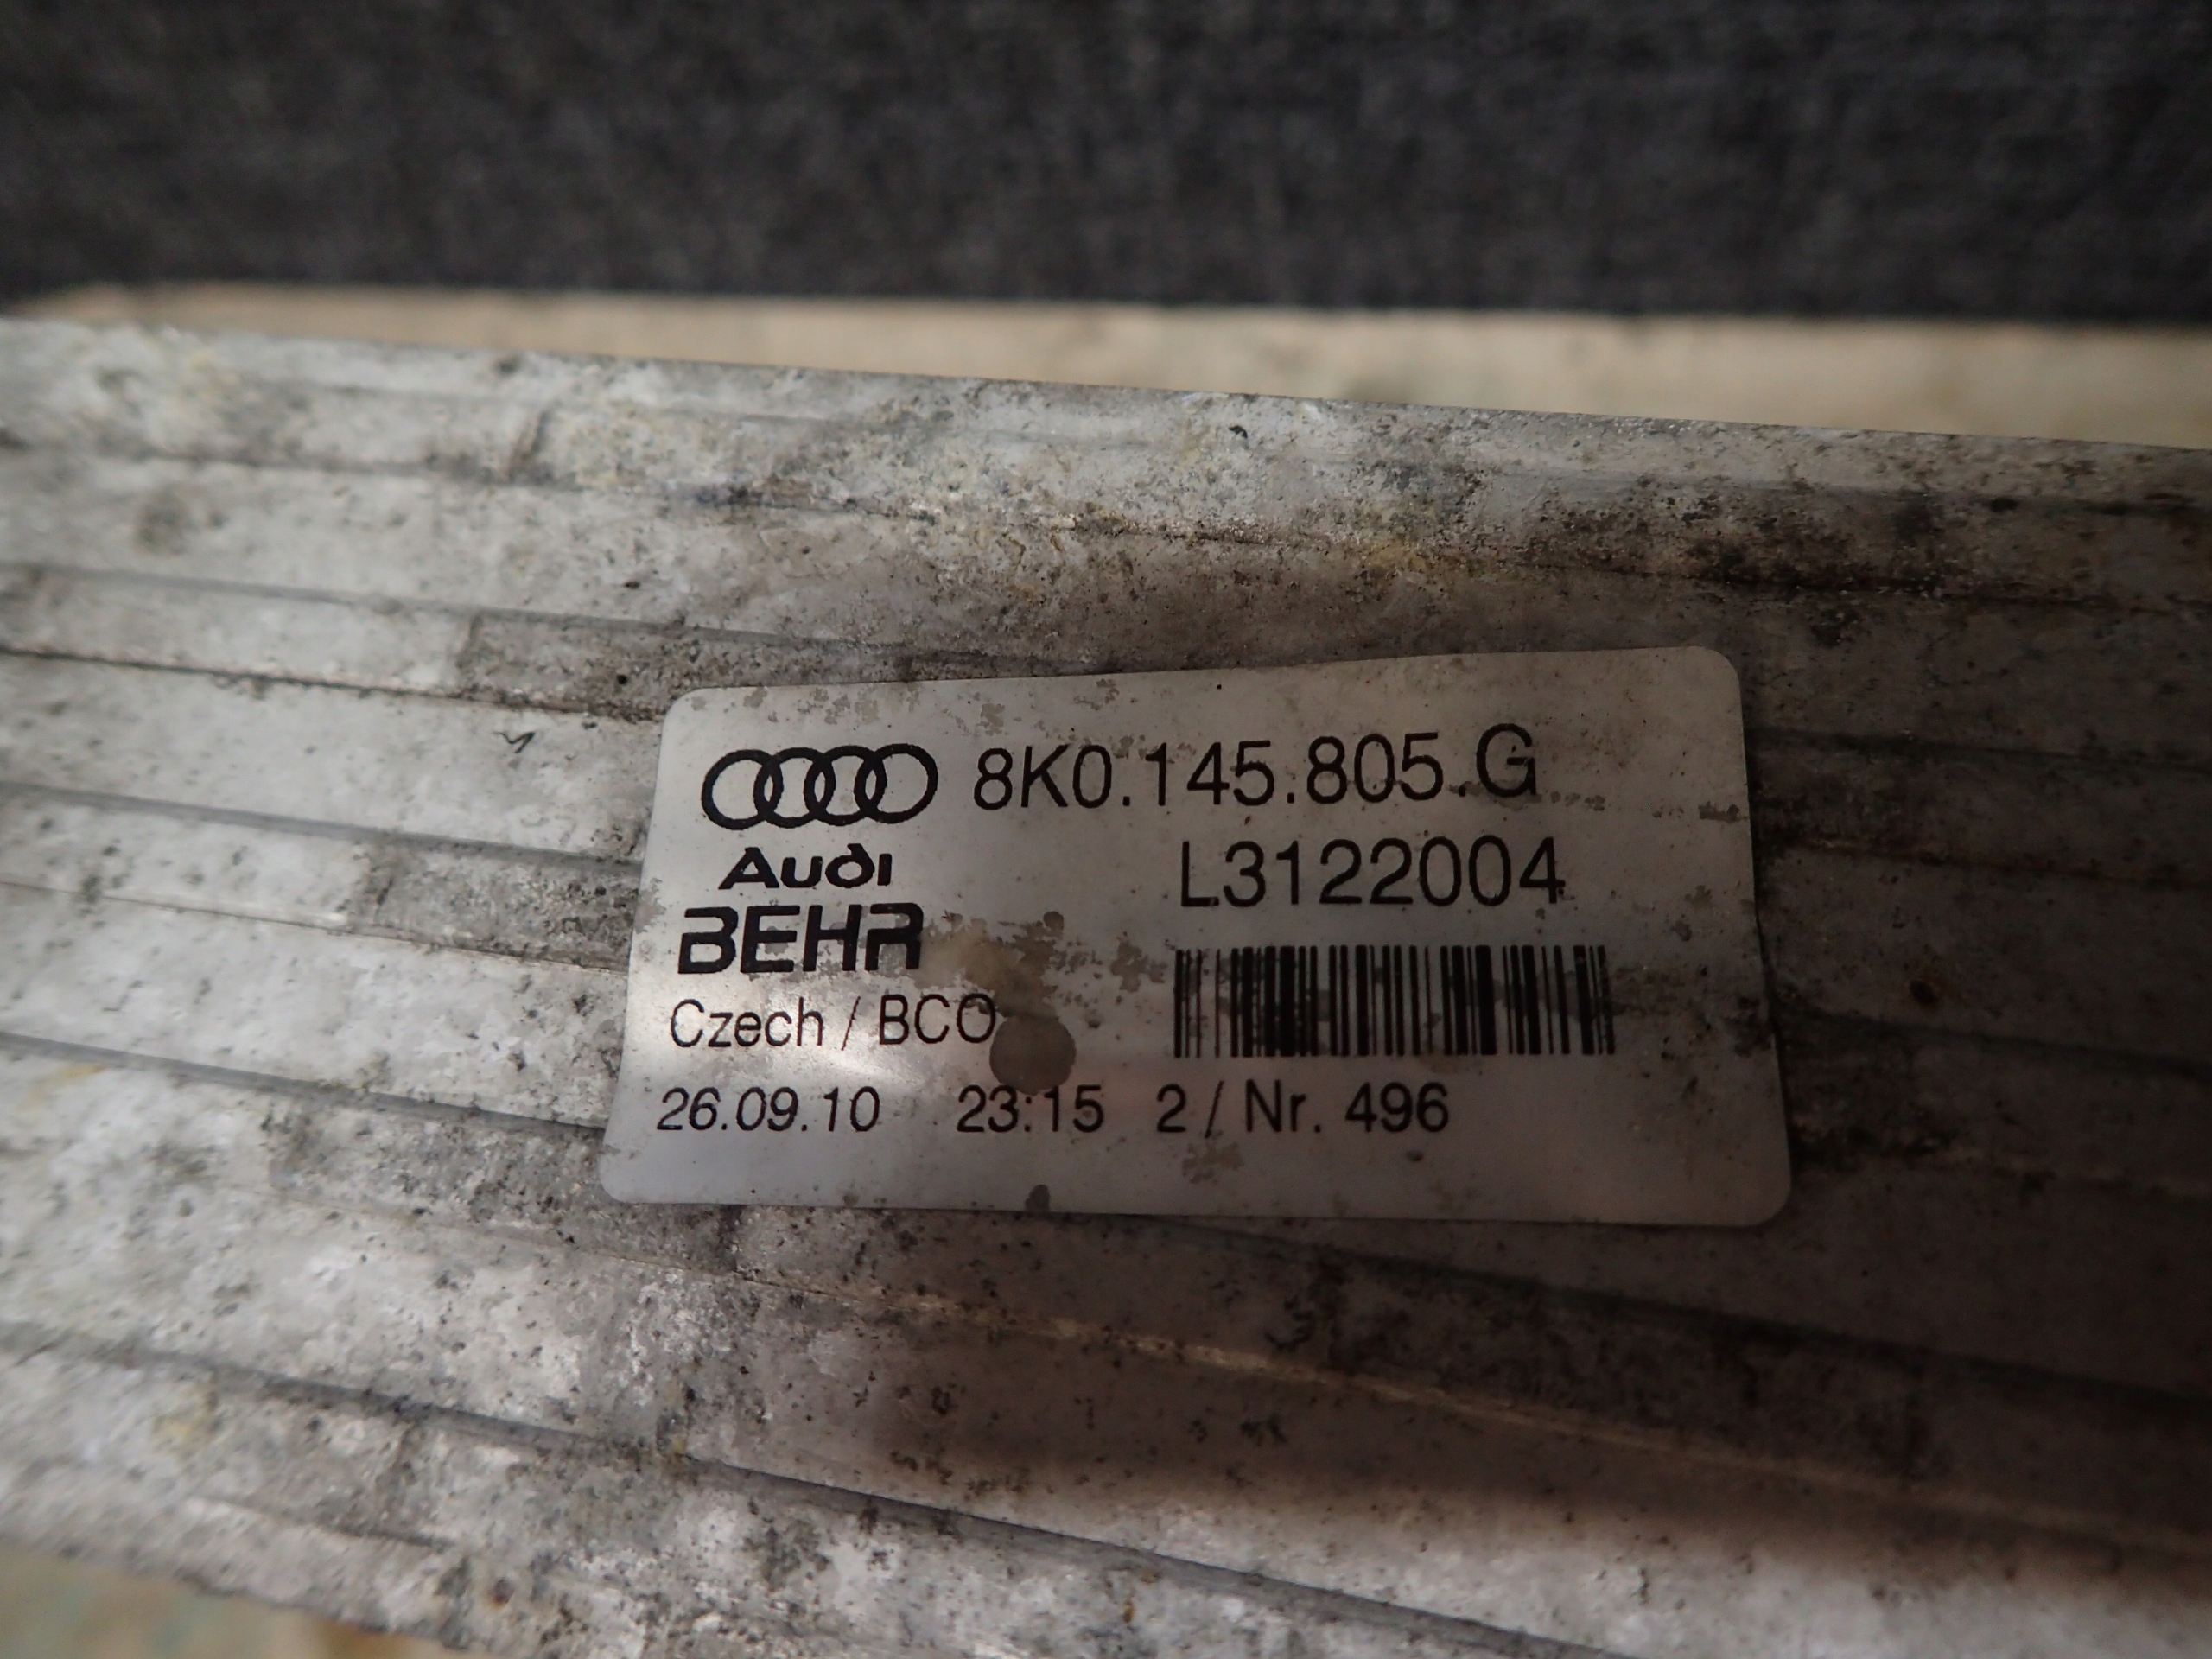 8K0.145.805.G
Audi
L3122004
BEHR
Czech / BCO
26.09.10 23:15 2 / Nr. 496